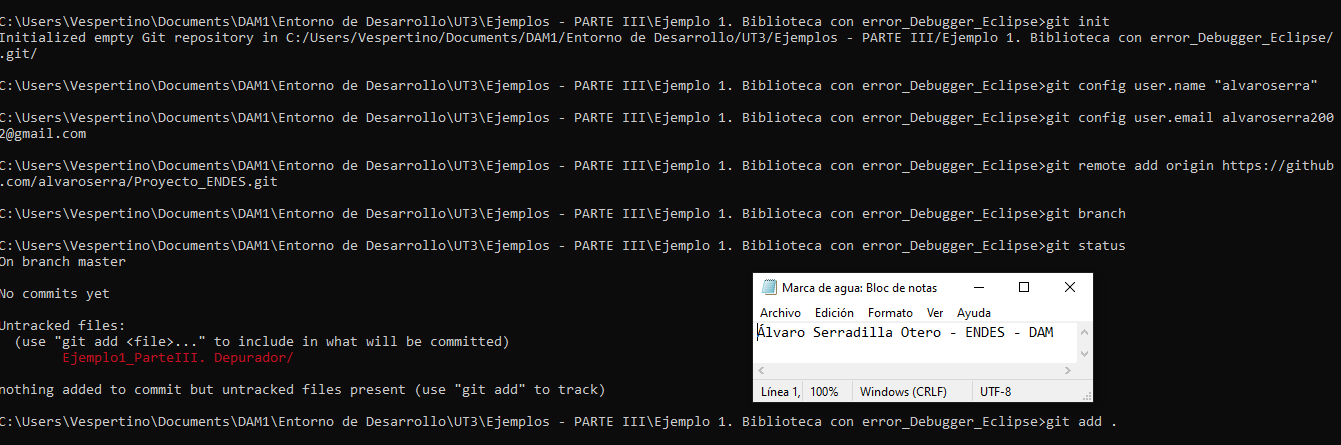 C:\Users\Vespertino\Documents\DAM1\Entorno de Desarrollo\UT3\Ejemplos - PARTE III\Ejemplo 1. Biblioteca con error_Debugger_Eclipse>git init
Initialized empty Git repository in C:/Users/Vespertino/Documents/DAM1/Entorno de Desarrollo/UT3/Ejemplos - PARTE III/Ejemplo 1. Biblioteca con error_Debugger_Eclipse/
.git/
C:\Users\Vespertino\Documents\DAM1\Entorno de Desarrollo\UT3\Ejemplos - PARTE III\Ejemplo 1. Biblioteca con error_Debugger_Eclipse>git config user.name "alvaroserra"
C:\Users\Vespertino\Documents\DAM1\Entorno de Desarrollo\UT3\Ejemplos - PARTE III\Ejemplo 1. Biblioteca con error_Debugger_Eclipse>git config user.email alvaroserra200
2@gmail.com
C:\Users\Vespertino\Documents\DAM1\Entorno de Desarrollo\UT3\Ejemplos - PARTE III\Ejemplo 1. Biblioteca con error_Debugger_Eclipse>git remote add origin https://github
.com/alvaroserra/Proyecto_ENDES.git
C:\Users\Vespertino\Documents\DAM1\Entorno de Desarrollo\UT3\Ejemplos - PARTE III\Ejemplo 1. Biblioteca con error_Debugger_Eclipse>git branch
C:\Users\Vespertino\Documents\DAM1\Entorno de Desarrollo\UT3\Ejemplos - PARTE III\Ejemplo 1. Biblioteca con error_Debugger_Eclipse>git status
On branch master
No commits yet
Untracked files:
(use "git add <file>..." to include in what will be committed)
Ejemplo1_ParteIII. Depurador/
nothing added to commit but untracked files present (use "git add" to track)
C:\Users\Vespertino\Documents\DAM1\Entorno de Desarrollo\UT3\Ejemplos - PARTE III\Ejemplo 1. Biblioteca con error_Debugger_Eclipse>git add .
Marca de agua: Bloc de notas
Archivo Edición Formato Ver Ayuda
Álvaro Serradilla Otero - ENDES - DAM
Línea 1, 100% Windows (CRLF) UTF-8